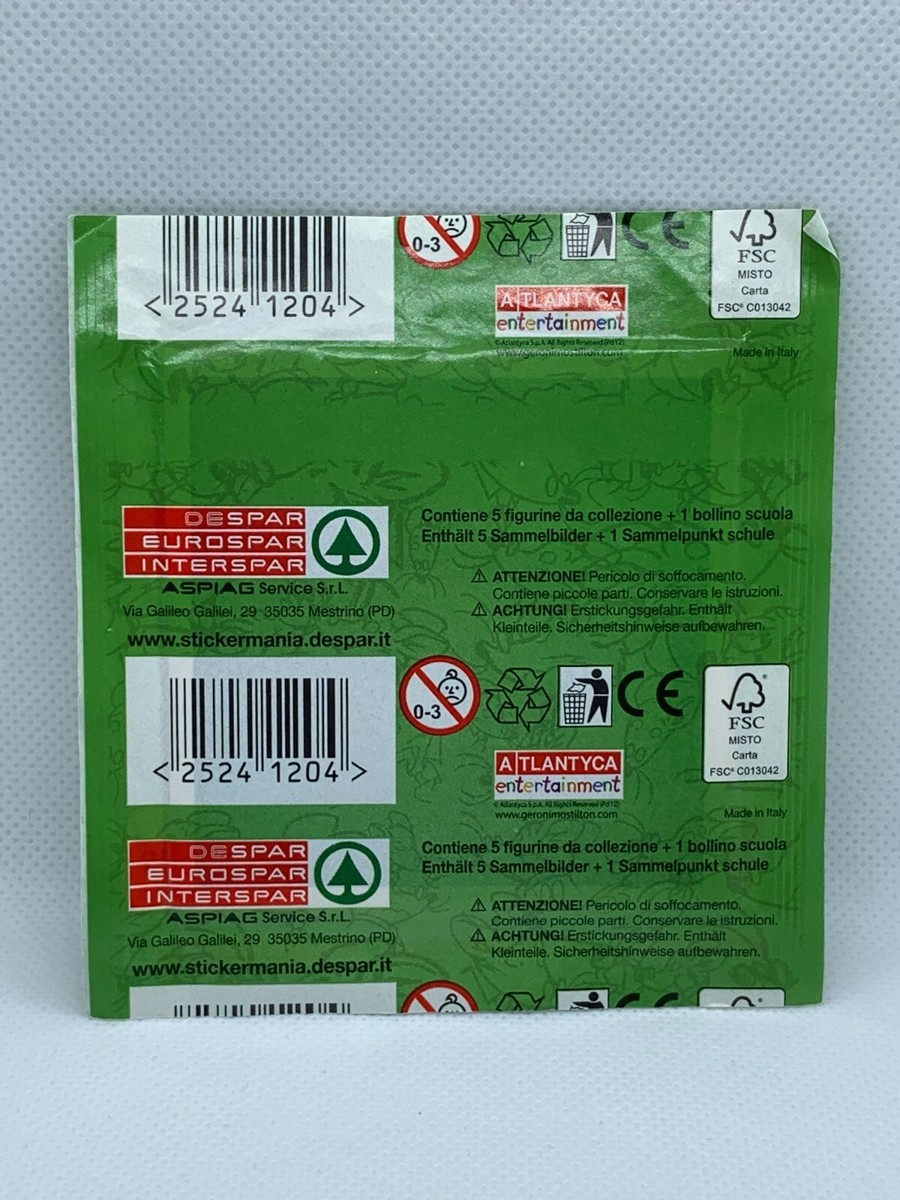 <2524 1204>
0-3
FSC
MISTO
Carta
FSC® C013042
ATLANTYCA
entertainment
© Atlantyca S.p.A. All Rights Reserved (Pd12)
www.geronimostilton.com
Made in Italy
DESPAR
EUROSPAR
INTERSPAR
ASPIAG Service S.r.L.
Via Galileo Galilei, 29 35035 Mestrino (PD)
www.stickermania.despar.it
Contiene 5 figurine da collezione + 1 bollino scuola
Enthält 5 Sammelbilder + 1 Sammelpunkt schule
ATTENZIONE! Pericolo di soffocamento.
Contiene piccole parti. Conservare le istruzioni.
ACHTUNG! Erstickungsgefahr. Enthält
Kleinteile. Sicherheitshinweise aufbewahren.
<2524 1204>
0-3
CE
FSC®
MISTO
Carta
FSC® C013042
ATLANTYCA
entertainment
© Atlantyca S.p.A. All Rights Reserved (Pd12)
www.geronimostilton.com
Made in Italy
DESPAR
EUROSPAR
INTERSPAR
ASPIAG Service S.r.L.
Via Galileo Galilei, 29 35035 Mestrino (PD)
www.stickermania.despar.it
Contiene 5 figurine da collezione + 1 bollino scuola
Enthält 5 Sammelbilder + 1 Sammelpunkt schule
ATTENZIONE! Pericolo di soffocamento.
Contiene piccole parti. Conservare le istruzioni.
ACHTUNG! Erstickungsgefahr. Enthält
Kleinteile. Sicherheitshinweise aufbewahren.